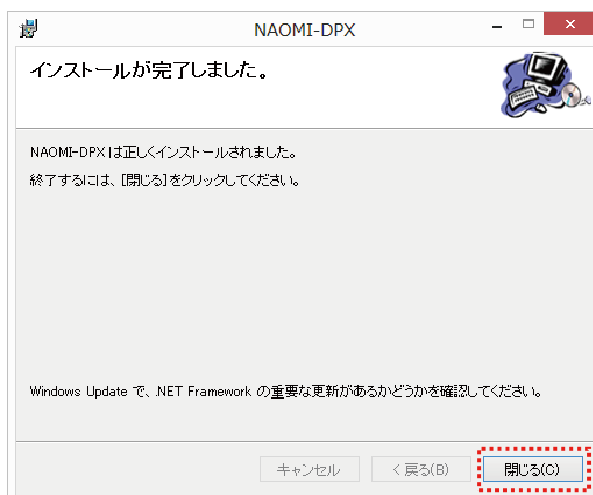 NAOMI-DPX
インストールが完了しました。
NAOMI-DPX は正しくインストールされました。
終了するには、[閉じる] をクリックしてください。
Windows Update で、.NET Framework の重要な更新があるかどうかを確認してください。
キャンセル < 戻る(B) 閉じる(C)